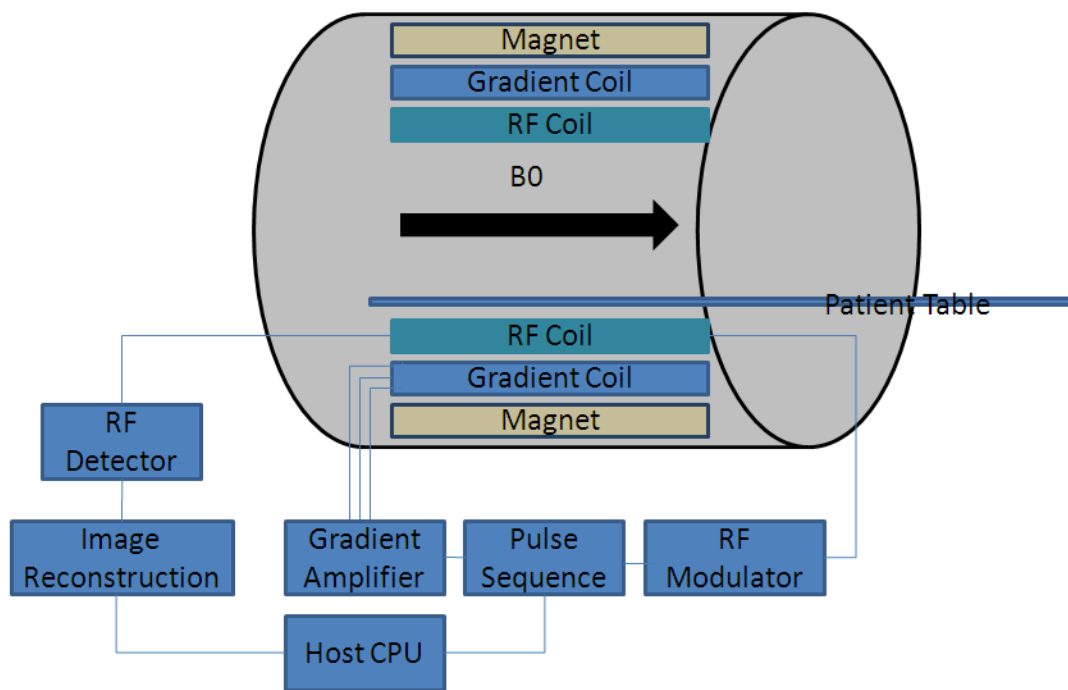 Magnet
Gradient Coil
RF Coil
B0
Patient Table
RF Coil
Gradient Coil
Magnet
RF
Detector
Image
Reconstruction
Gradient
Amplifier
Pulse
Sequence
RF
Modulator
Host CPU